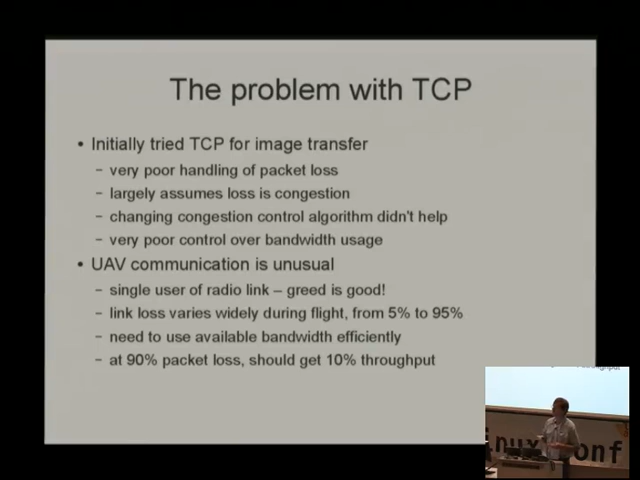 The problem with TCP
• Initially tried TCP for image transfer
– very poor handling of packet loss
– largely assumes loss is congestion
– changing congestion control algorithm didn't help
– very poor control over bandwidth usage
• UAV communication is unusual
– single user of radio link – greed is good!
– link loss varies widely during flight, from 5% to 95%
– need to use available bandwidth efficiently
– at 90% packet loss, should get 10% throughput